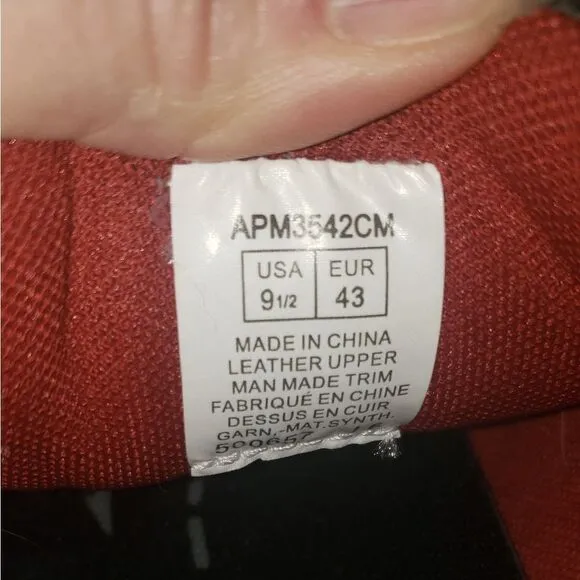 APM3542CM
USA EUR
9 1/2 43
MADE IN CHINA
LEATHER UPPER
MAN MADE TRIM
FABRIQUÉ EN CHINE
DESSUS EN CUIR
GARN,-MAT.SYNTH.